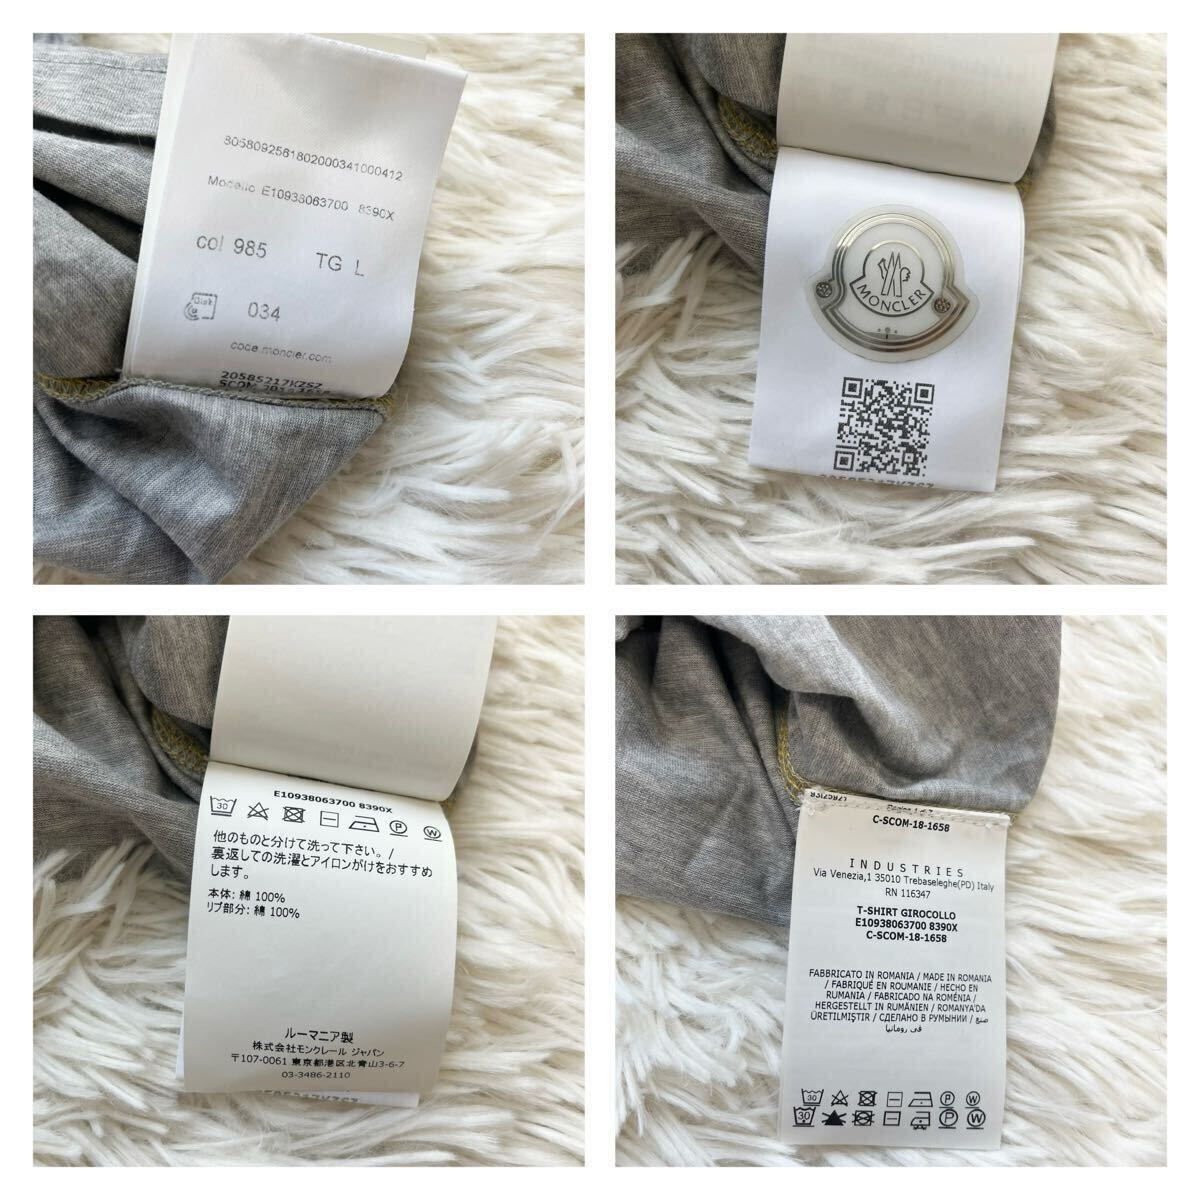 8058092561802000341000412
Modello E10938063700 8390X
col 985 TG L
034
code.moncler.com
20585217KZSZ
MONCLER
20585217KZSZ
E10938063700 8390X
30
P
W
他のものと分けて洗って下さい。/
裏返しての洗濯とアイロンがけをおすすめ
します。
本体: 綿 100%
リブ部分: 綿 100%
ルーマニア製
株式会社モンクレール ジャパン
〒107-0061 東京都港区北青山3-6-7
03-3486-2110
C-SCOM-18-1658
INDUSTRIES
Via Venezia,1 35010 Trebaseleghe(PD) Italy
RN 116347
T-SHIRT GIROCOLLO
E10938063700 8390X
C-SCOM-18-1658
FABBRICATO IN ROMANIA / MADE IN ROMANIA
/ FABRIQUÉ EN ROUMANIE / HECHO EN
RUMANIA / FABRICADO NA ROMÉNIA /
HERGESTELLT IN RUMÄNIEN / ROMANYA'DA
ÜRETILMIŞTIR / СДЕЛАНО В РУМЫНИИ / صنع
في رومانيا
30 P W
30 P W